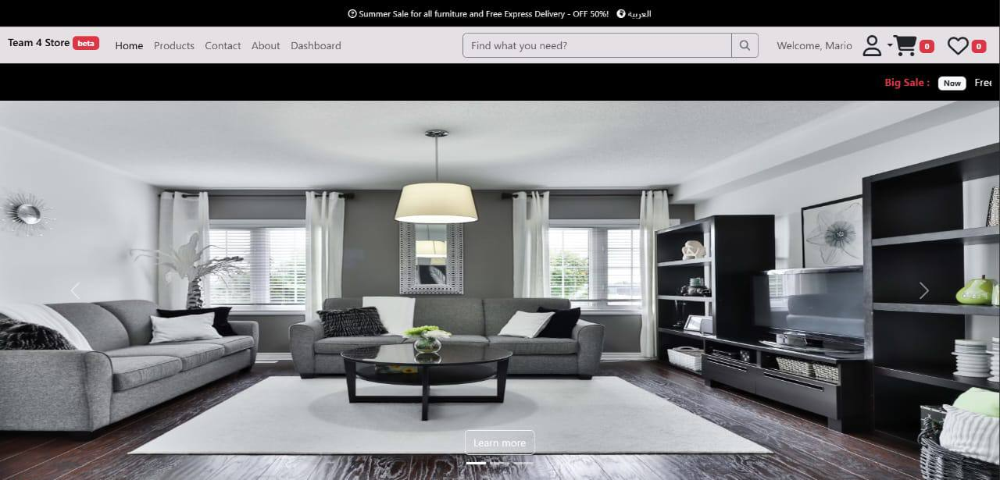 Summer Sale for all furniture and Free Express Delivery - OFF 50%! العربية
Team 4 Store beta Home Products Contact About Dashboard Find what you need? Welcome, Mario 0 0
Big Sale : Now Free
Learn more